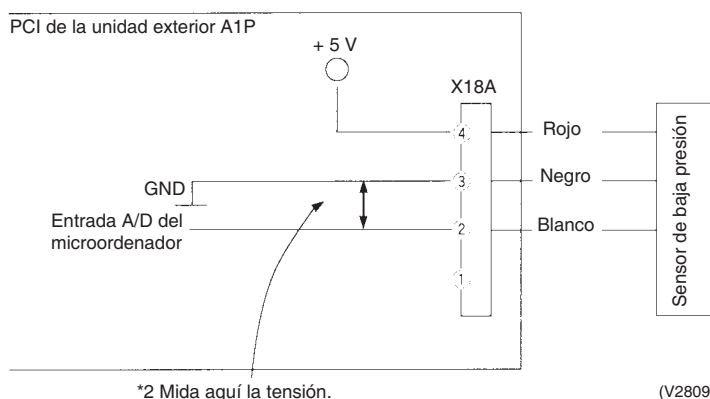 PCI de la unidad exterior A1P
+ 5 V
X18A
4
Rojo
3
Negro
GND
Entrada A/D del
microordenador
2
Blanco
1
Sensor de baja presión
*2 Mida aquí la tensión.
(V2809